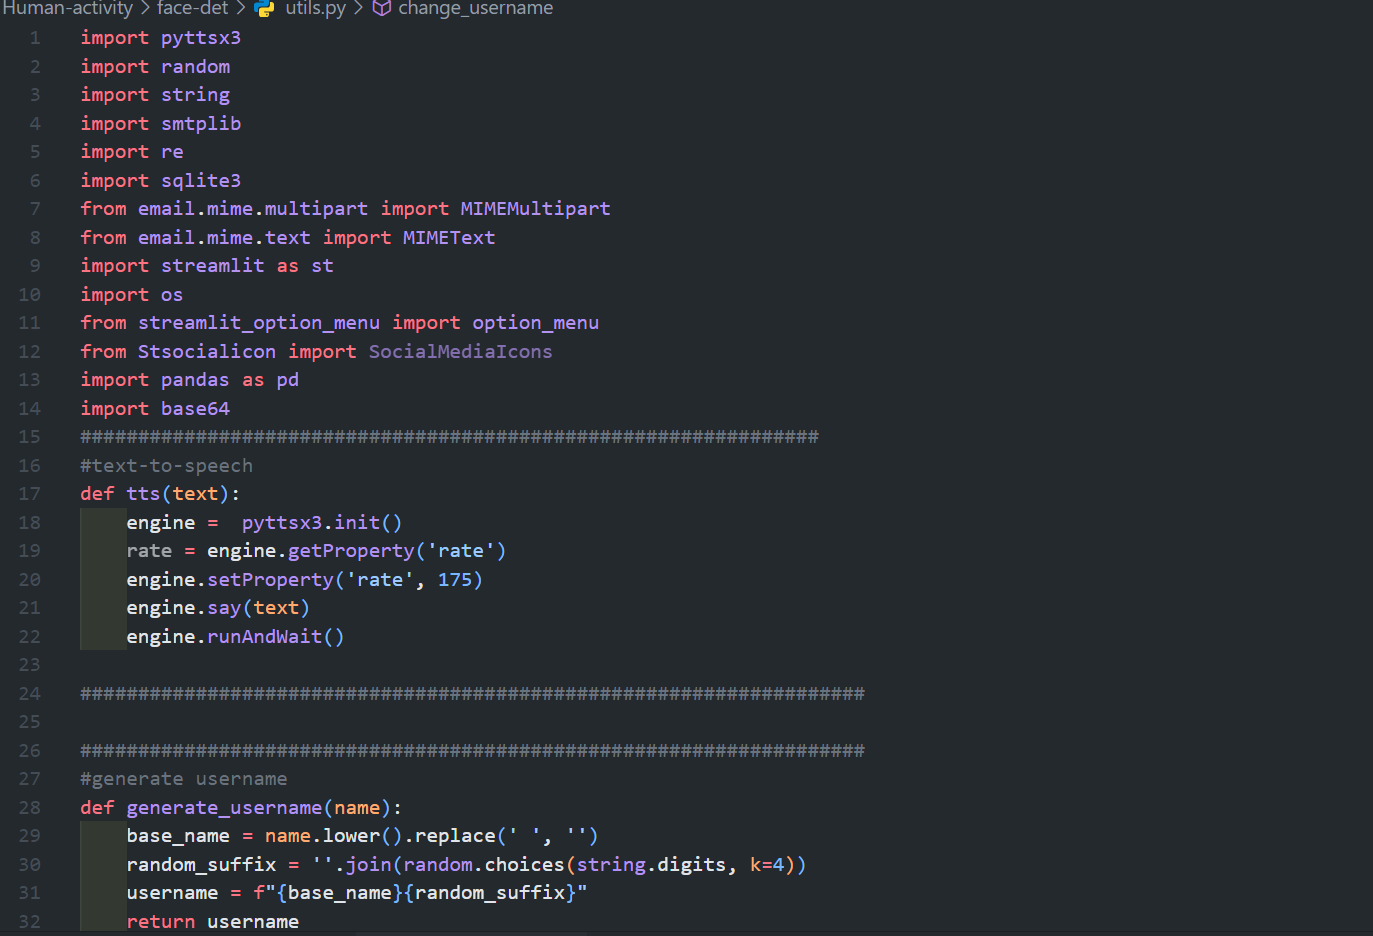 Human-activity > face-det > utils.py > change_username
1 import pyttsx3
2 import random
3 import string
4 import smtplib
5 import re
6 import sqlite3
7 from email.mime.multipart import MIMEMultipart
8 from email.mime.text import MIMEText
9 import streamlit as st
10 import os
11 from streamlit_option_menu import option_menu
12 from Stsocialicon import SocialMediaIcons
13 import pandas as pd
14 import base64
15 ################################################################
16 #text-to-speech
17 def tts(text):
18     engine =  pyttsx3.init()
19     rate = engine.getProperty('rate')
20     engine.setProperty('rate', 175)
21     engine.say(text)
22     engine.runAndWait()
23
24 ####################################################################
25
26 ####################################################################
27 #generate username
28 def generate_username(name):
29     base_name = name.lower().replace(' ', '')
30     random_suffix = ''.join(random.choices(string.digits, k=4))
31     username = f"{base_name}{random_suffix}"
32     return username